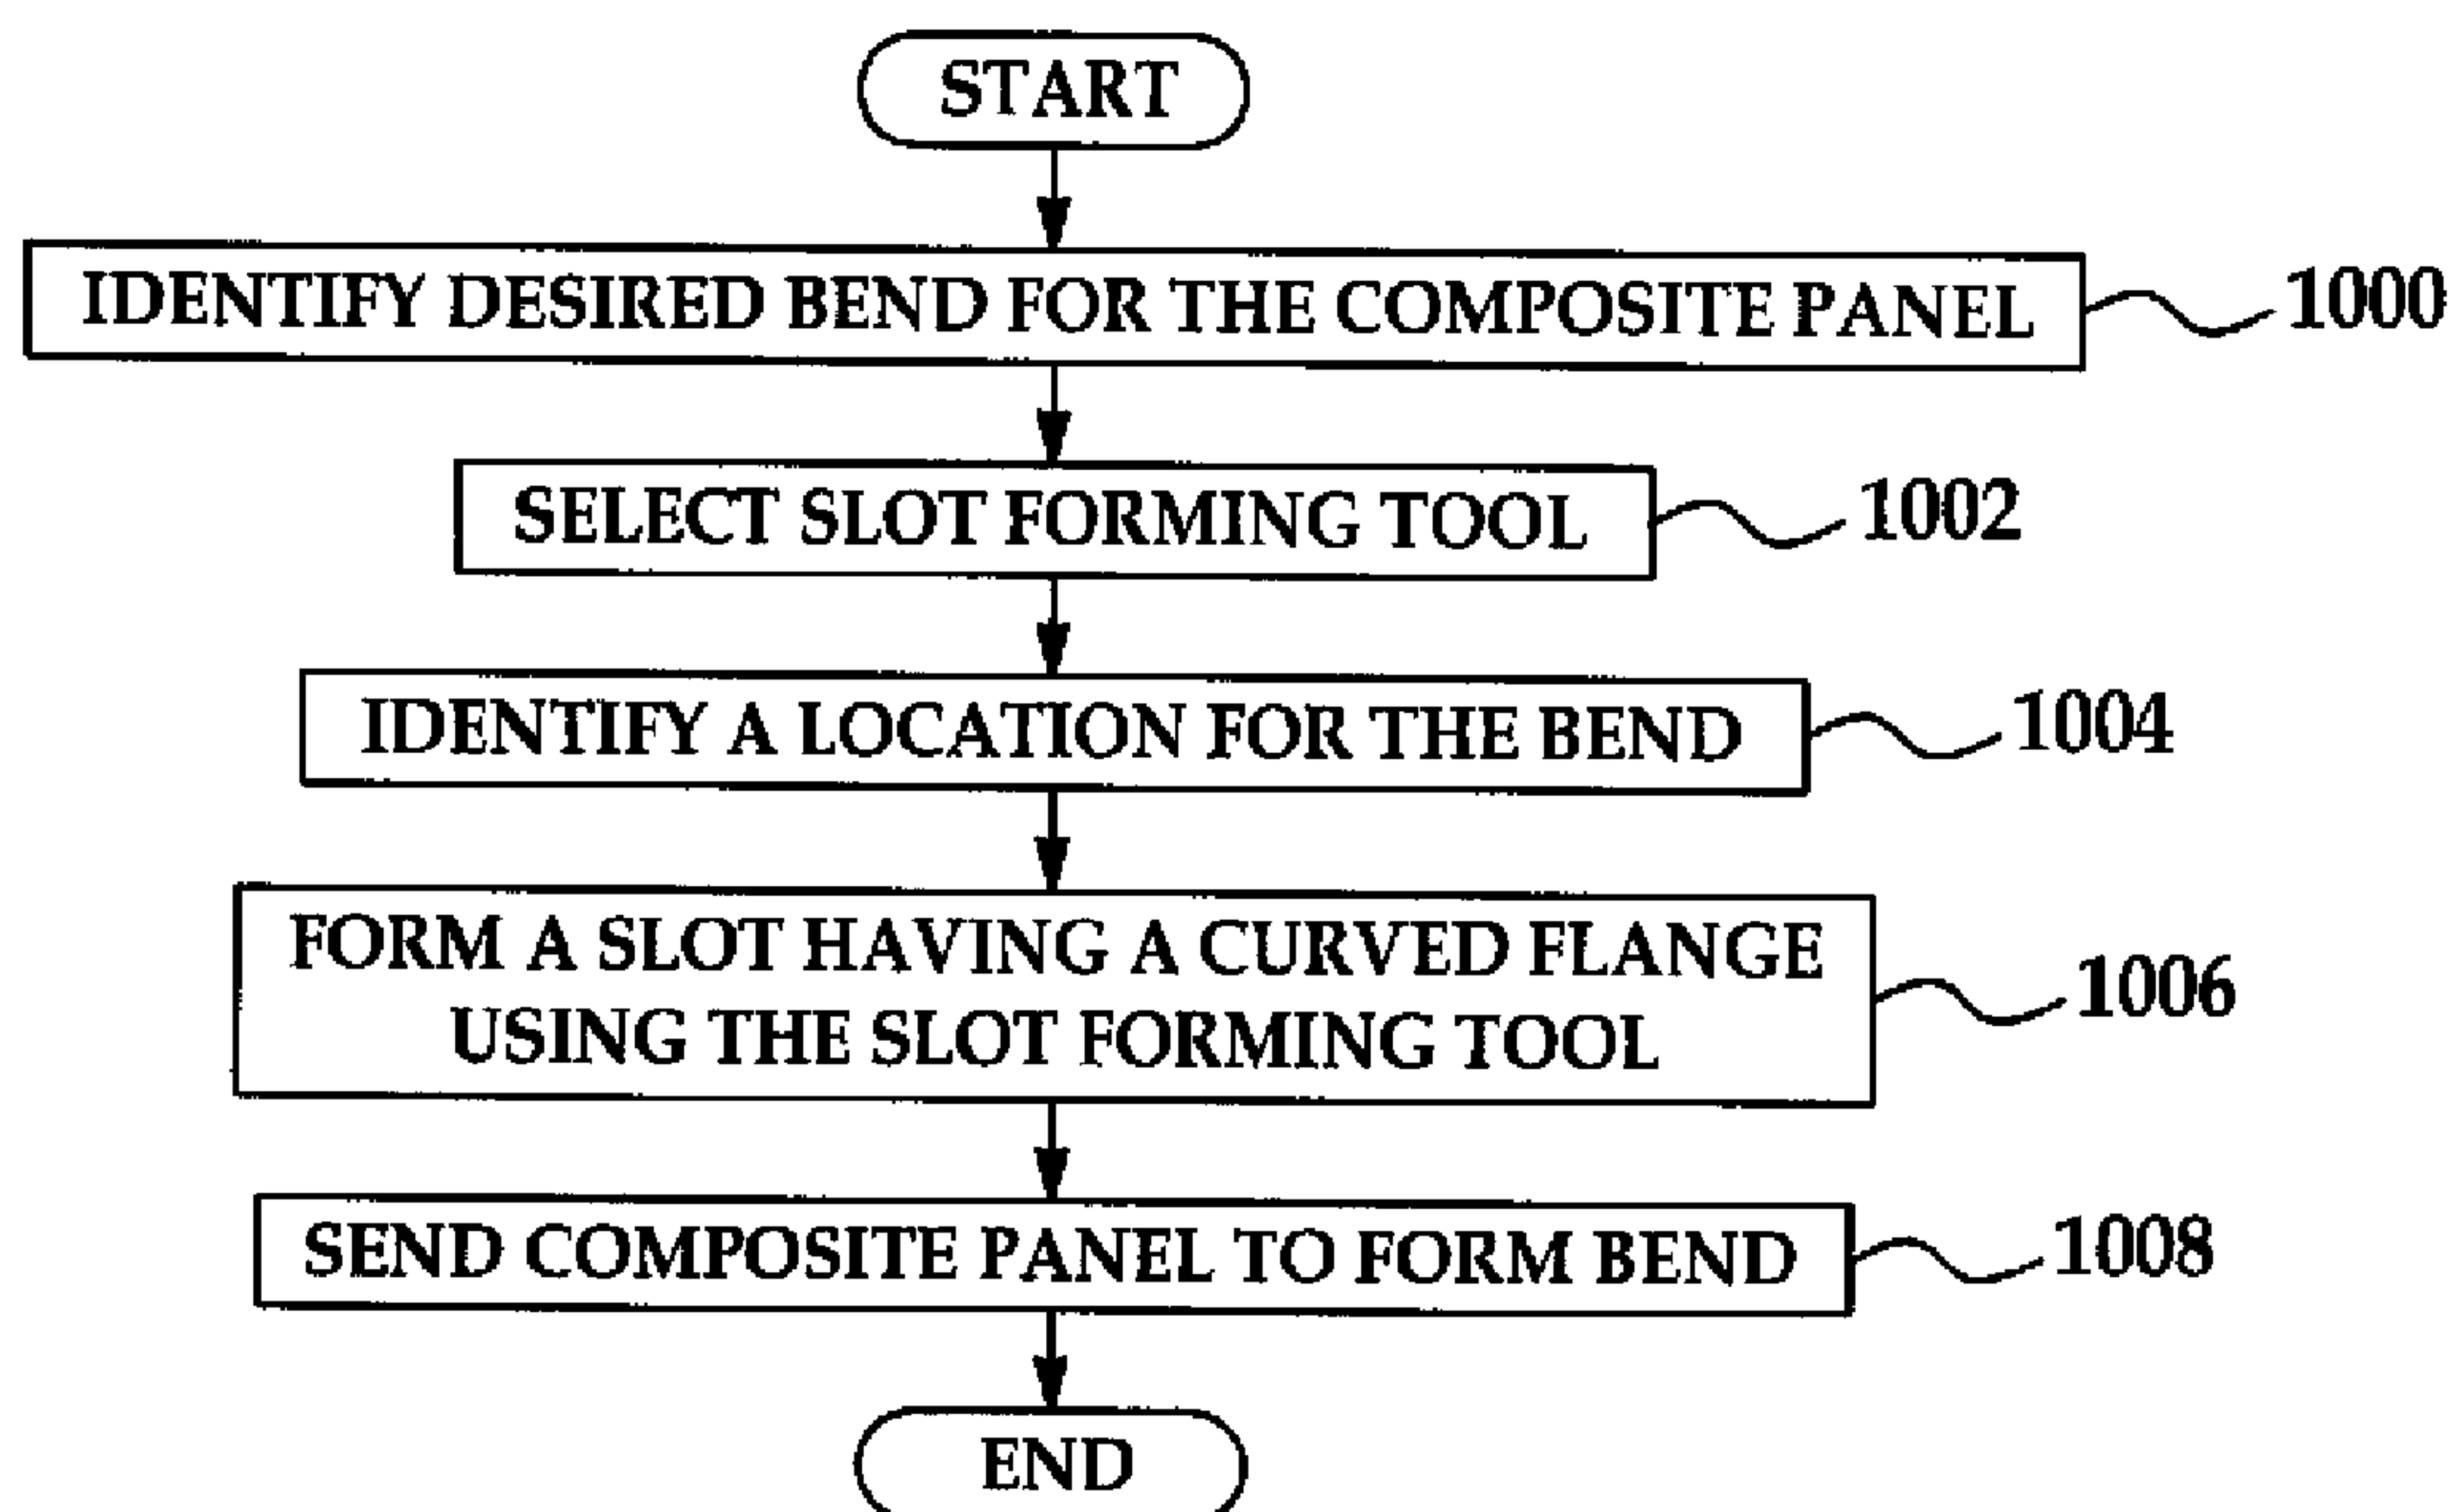 START
IDENTIFY DESIRED BEND FOR THE COMPOSITE PANEL
1000
SELECT SLOT FORMING TOOL
1002
IDENTIFY A LOCATION FOR THE BEND
1004
FORM A SLOT HAVING A CURVED FLANGE
USING THE SLOT FORMING TOOL
1006
SEND COMPOSITE PANEL TO FORM BEND
1008
END